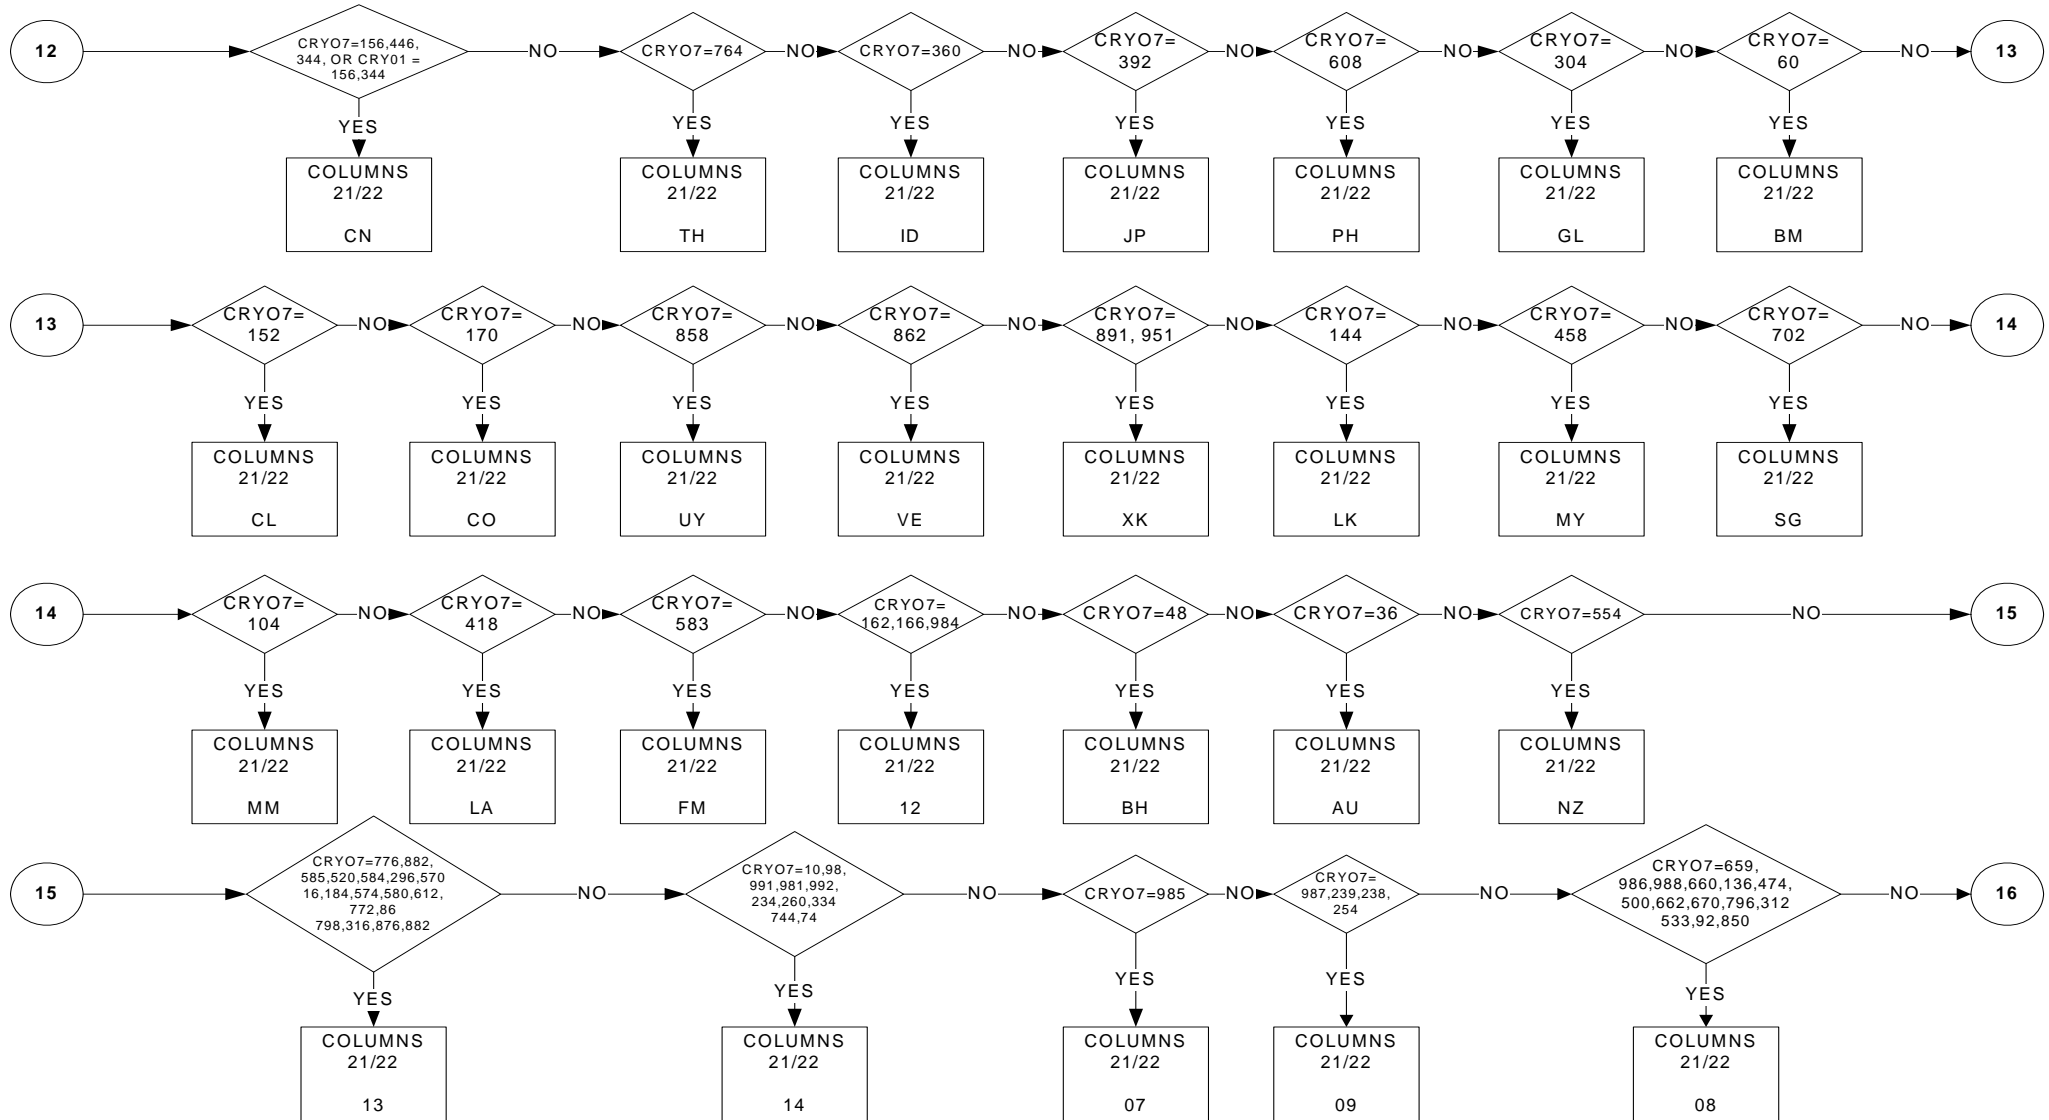 12
CRYO7=156,446,
344, OR CRY01 =
156,344
NO
CRYO7=764
NO
CRYO7=360
NO
CRYO7=
392
NO
CRYO7=
608
NO
CRYO7=
304
NO
CRYO7=
60
NO
13
YES
YES
YES
YES
YES
YES
YES
COLUMNS
21/22
CN
COLUMNS
21/22
TH
COLUMNS
21/22
ID
COLUMNS
21/22
JP
COLUMNS
21/22
PH
COLUMNS
21/22
GL
COLUMNS
21/22
BM
13
CRYO7=
152
NO
CRYO7=
170
NO
CRYO7=
858
NO
CRYO7=
862
NO
CRYO7=
891, 951
NO
CRYO7=
144
NO
CRYO7=
458
NO
CRYO7=
702
NO
14
YES
YES
YES
YES
YES
YES
YES
YES
COLUMNS
21/22
CL
COLUMNS
21/22
CO
COLUMNS
21/22
UY
COLUMNS
21/22
VE
COLUMNS
21/22
XK
COLUMNS
21/22
LK
COLUMNS
21/22
MY
COLUMNS
21/22
SG
14
CRYO7=
104
NO
CRYO7=
418
NO
CRYO7=
583
NO
CRYO7=
162,166,984
NO
CRYO7=48
NO
CRYO7=36
NO
CRYO7=554
NO
15
YES
YES
YES
YES
YES
YES
YES
COLUMNS
21/22
MM
COLUMNS
21/22
LA
COLUMNS
21/22
FM
COLUMNS
21/22
12
COLUMNS
21/22
BH
COLUMNS
21/22
AU
COLUMNS
21/22
NZ
15
CRYO7=776,882,
585,520,584,296,570
16,184,574,580,612,
772,86
798,316,876,882
NO
CRYO7=10,98,
991,981,992,
234,260,334
744,74
NO
CRYO7=985
NO
CRYO7=
987,239,238,
254
NO
CRYO7=659,
986,988,660,136,474,
500,662,670,796,312
533,92,850
NO
16
YES
YES
YES
YES
YES
COLUMNS
21/22
13
COLUMNS
21/22
14
COLUMNS
21/22
07
COLUMNS
21/22
09
COLUMNS
21/22
08